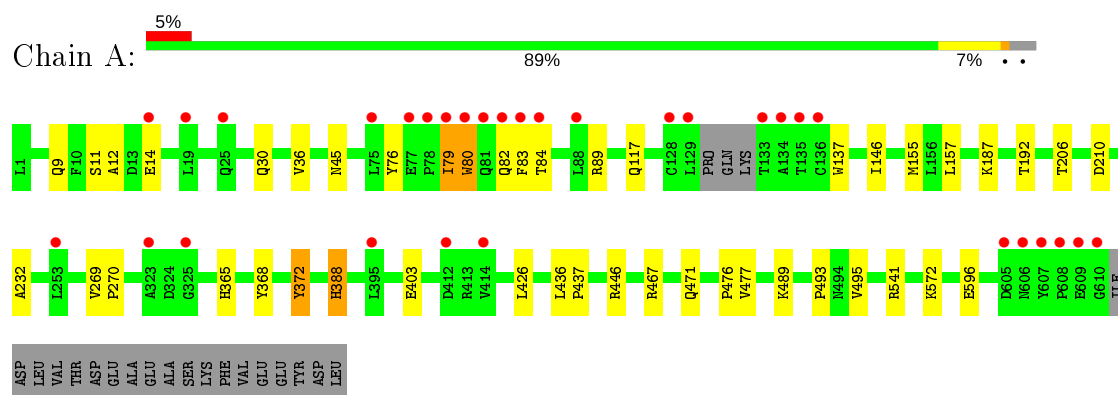 5%
Chain A:
89% 7% • •
L1 Q9 F10 S11 A12 D13 E14 L19 Q25 Q30 V36 N45 L75 Y76 E77 P78 I79 W80 Q81 Q82 F83 T84 L88 R89 Q117 C128 L129 PRO GLN LYS T133 A134 T135 C136 W137 I146 M155 L156 L157 K187 T192 T206 D210
A232 L253 V269 P270 A323 D324 G325 H365 Y368 Y372 H388 L395 E403 D412 R413 V414 L426 L436 P437 R446 R467 Q471 P476 V477 K489 P493 N494 V495 R541 K572 E596 D605 N606 Y607 P608 E609 G610 ILE
ASP LEU VAL THR ASP GLU ALA GLU ALA SER LYS PHE VAL GLU GLU TYR ASP LEU